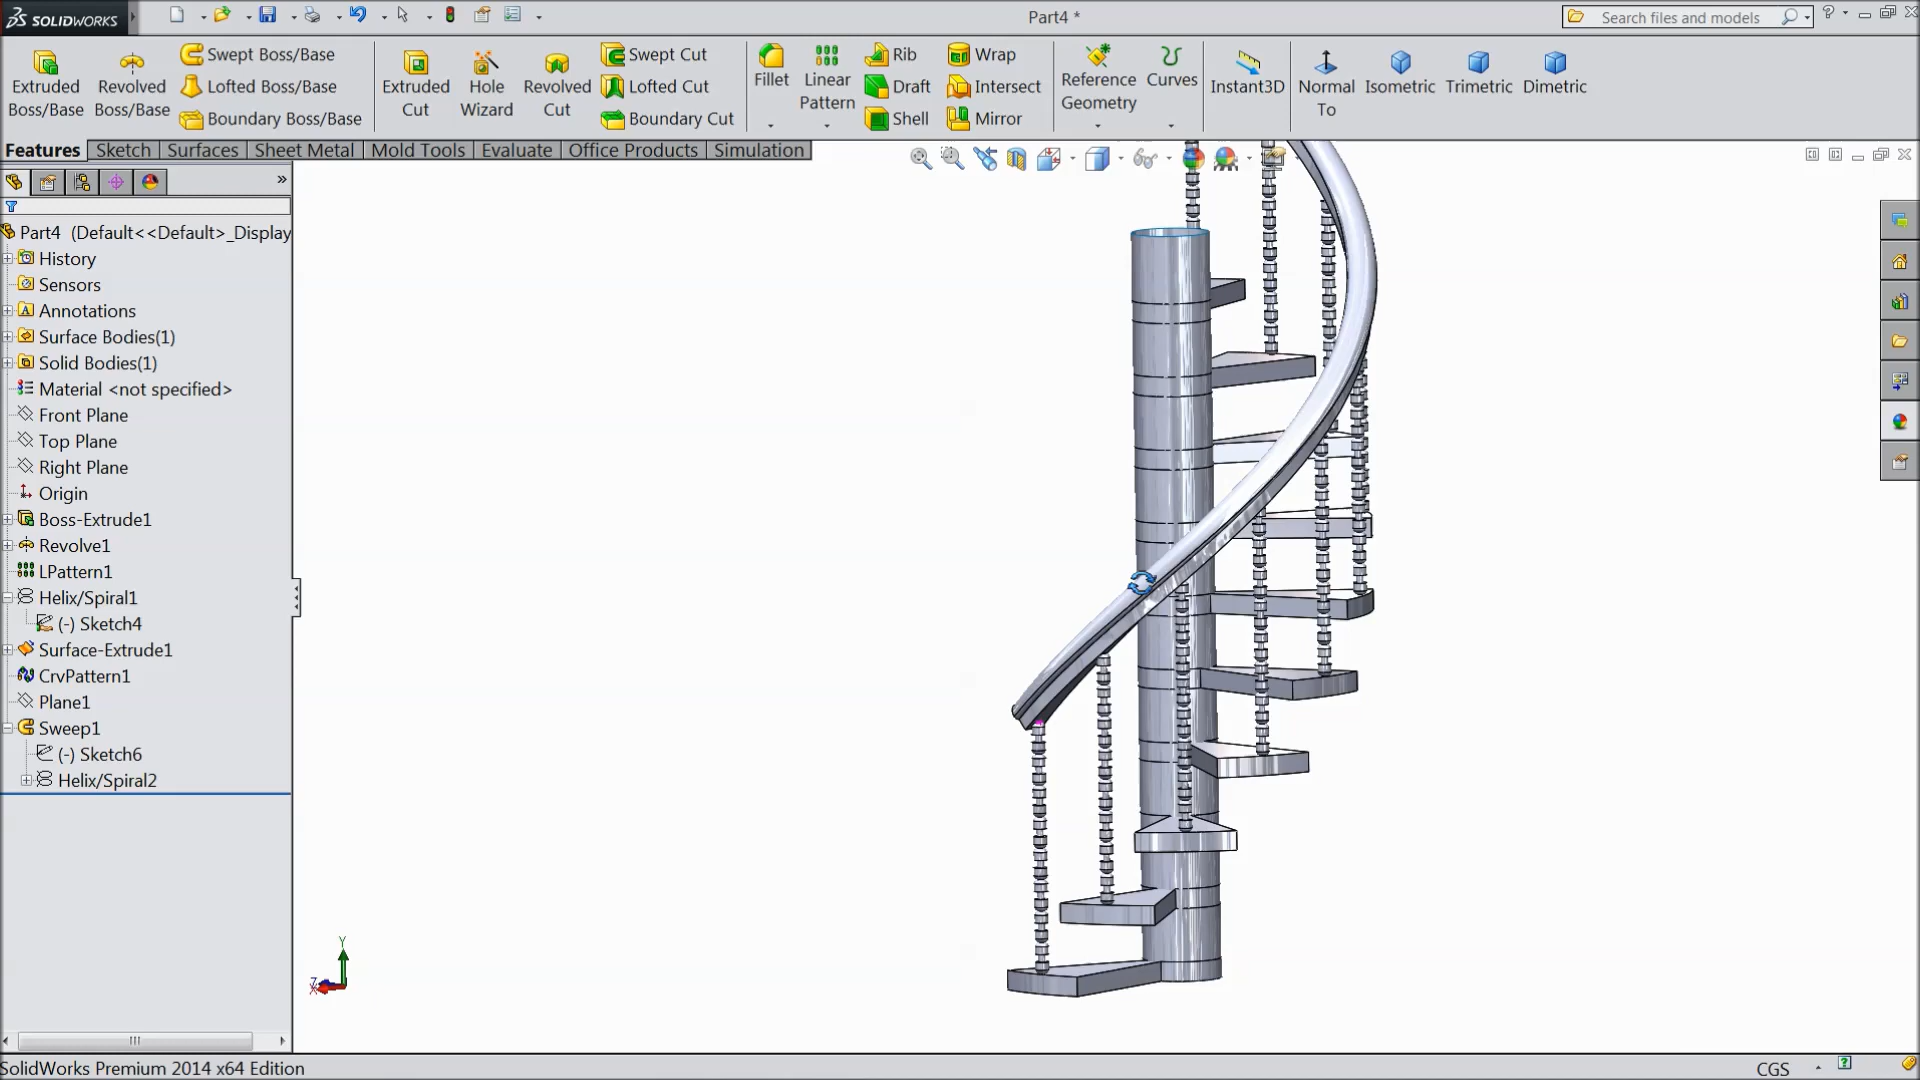 SOLIDWORKS
Part4 *
Search files and models
?
Extruded Boss/Base
Revolved Boss/Base
Swept Boss/Base
Lofted Boss/Base
Boundary Boss/Base
Extruded Cut
Hole Wizard
Revolved Cut
Swept Cut
Lofted Cut
Boundary Cut
Fillet
Linear Pattern
Rib
Draft
Shell
Wrap
Intersect
Mirror
Reference Geometry
Curves
Instant3D
Normal To
Isometric
Trimetric
Dimetric
Features
Sketch
Surfaces
Sheet Metal
Mold Tools
Evaluate
Office Products
Simulation
»
Part4 (Default<<Default>_Display
History
Sensors
Annotations
Surface Bodies(1)
Solid Bodies(1)
Material <not specified>
Front Plane
Top Plane
Right Plane
Origin
Boss-Extrude1
Revolve1
LPattern1
Helix/Spiral1
(-) Sketch4
Surface-Extrude1
CrvPattern1
Plane1
Sweep1
(-) Sketch6
Helix/Spiral2
Y
Z
X
SolidWorks Premium 2014 x64 Edition
CGS
?